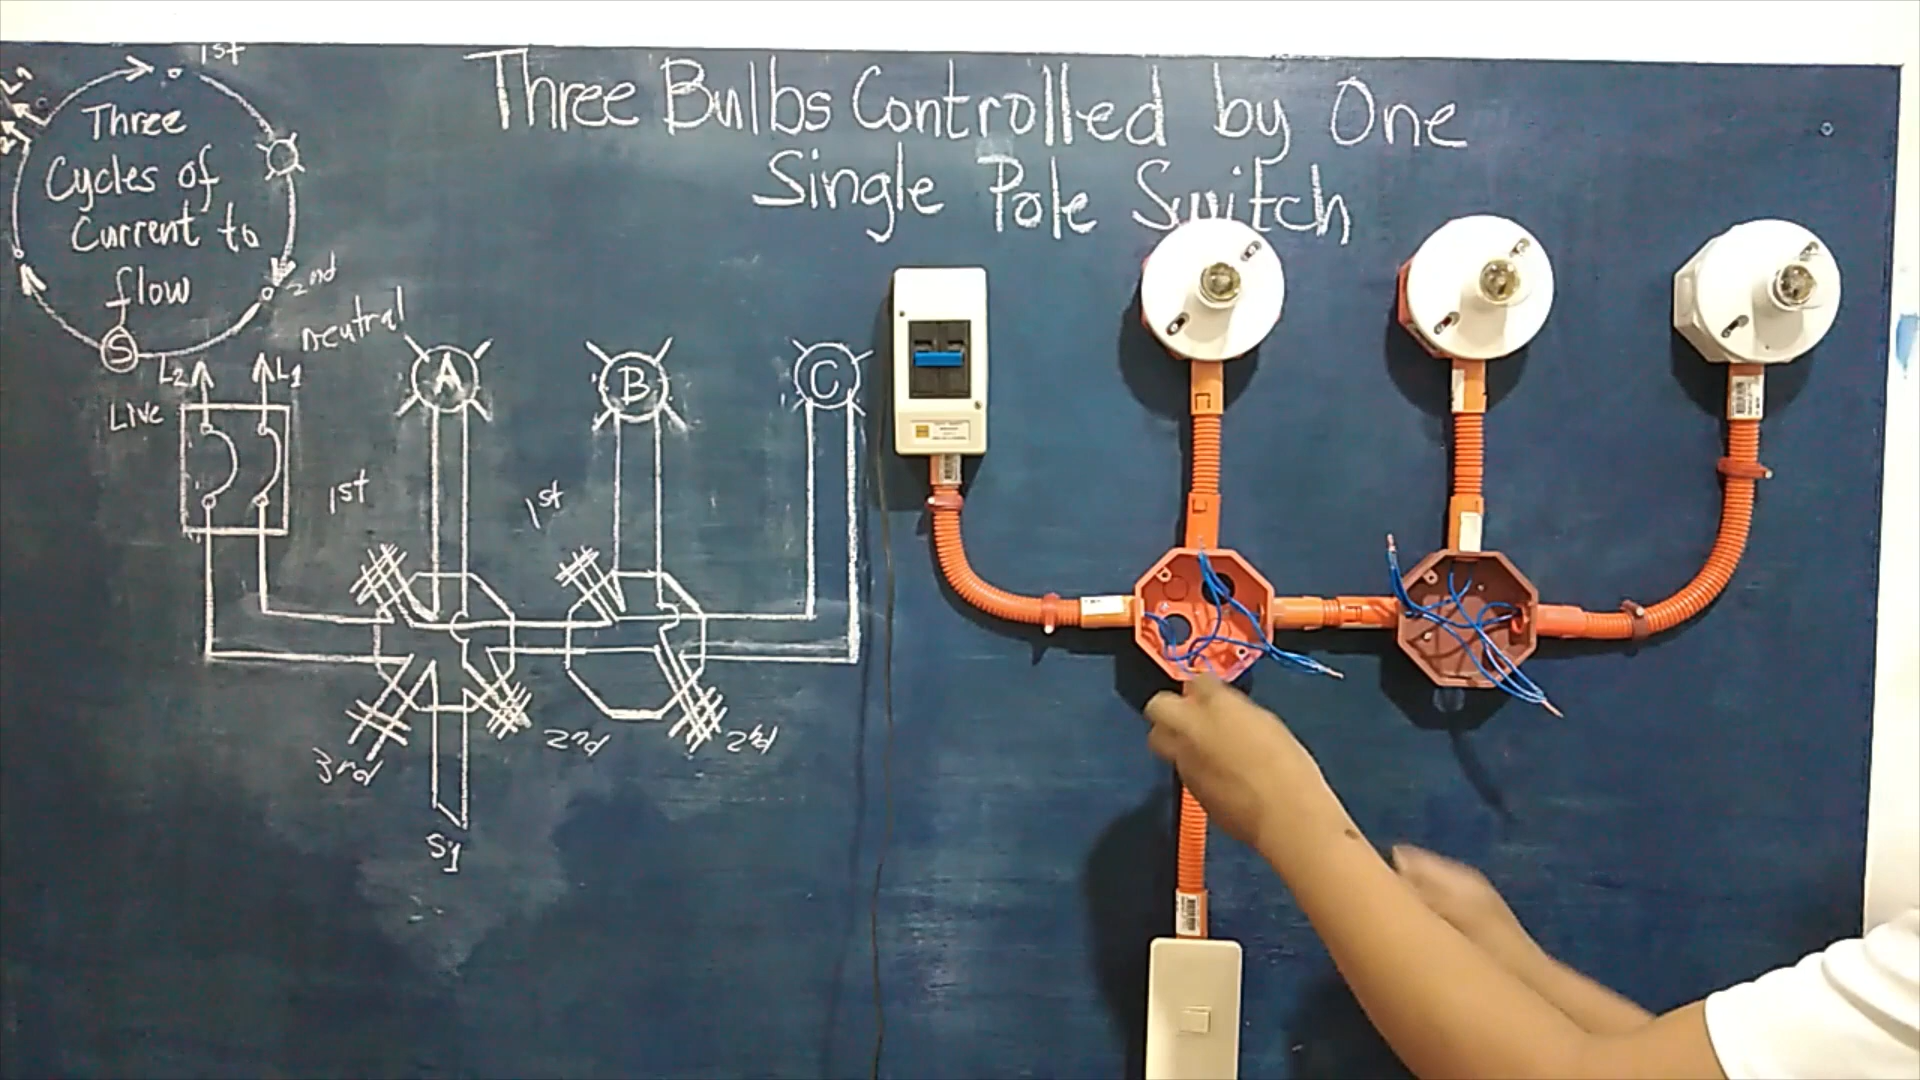 Three Bulbs Controlled by One
Single Pole Switch
1st
L1
Three
Cycles of
Current to
flow
2nd
S
neutral
L2
L1
Live
A
B
C
1st
1st
3rd
2nd
2nd
S1